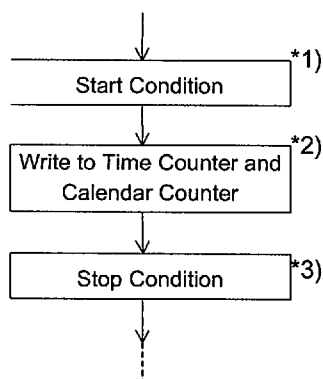 *1)
Start Condition
*2)
Write to Time Counter and
Calendar Counter
*3)
Stop Condition